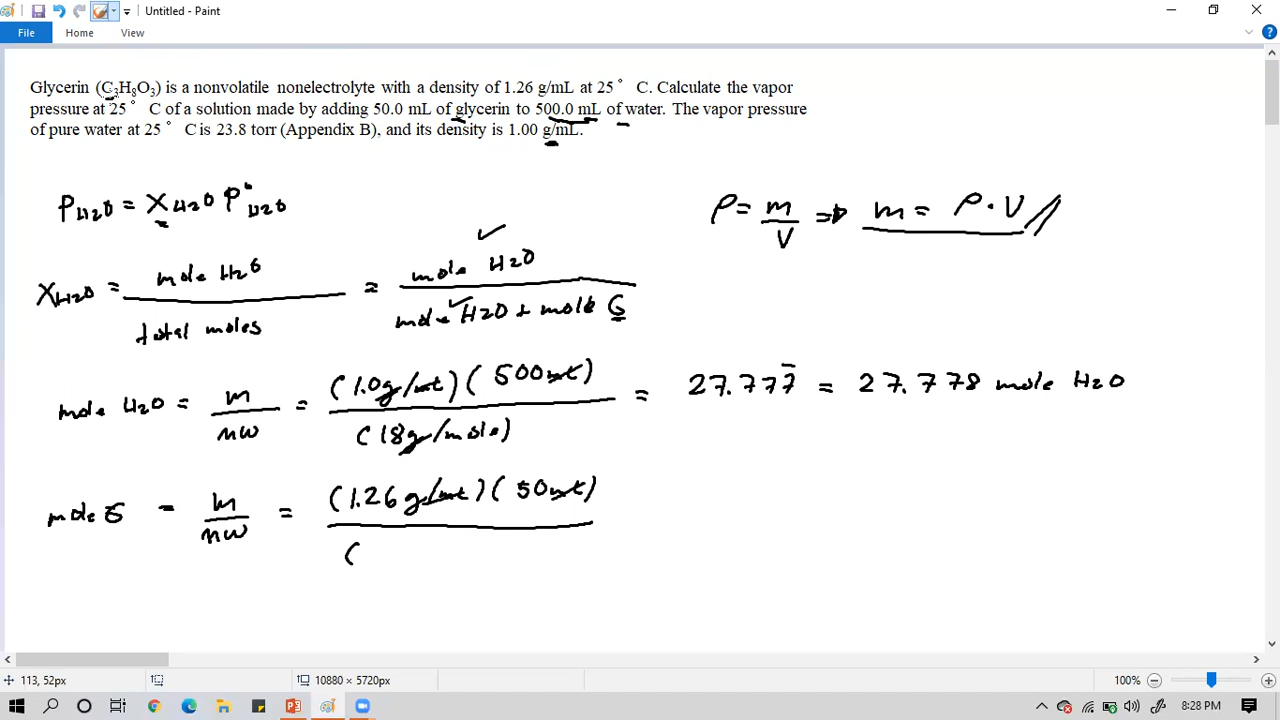 Untitled - Paint
File Home View
Glycerin (C₃H₈O₃) is a nonvolatile nonelectrolyte with a density of 1.26 g/mL at 25 ° C. Calculate the vapor
pressure at 25 ° C of a solution made by adding 50.0 mL of glycerin to 500.0 mL of water. The vapor pressure
of pure water at 25 ° C is 23.8 torr (Appendix B), and its density is 1.00 g/mL.
P H2O = X H2O P° H2O
ρ = m/V ⇒ m = ρ · V //
X H2O = mole H2O / total moles = mole H2O / mole H2O + mole G
mole H2O = m / MW = (1.0g/mL)(500mL) / (18g/mole) = 27.777̄ = 27.778 mole H2O
mole G = m / MW = (1.26 g/mL)(50mL) / (
113, 52px 10880 × 5720px 100%
8:28 PM